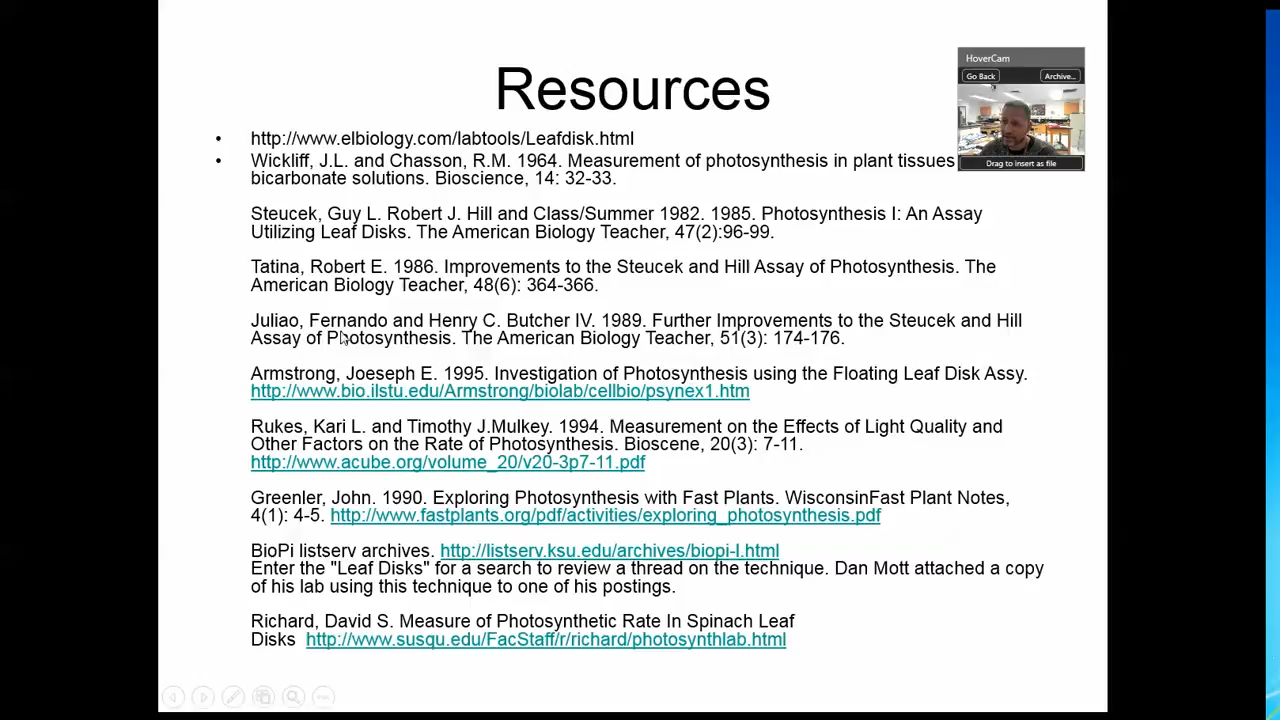 HoverCam
Go Back
Archive...
Drag to insert as file
Resources
• http://www.elbiology.com/labtools/Leafdisk.html
• Wickliff, J.L. and Chasson, R.M. 1964. Measurement of photosynthesis in plant tissues
bicarbonate solutions. Bioscience, 14: 32-33.
Steucek, Guy L. Robert J. Hill and Class/Summer 1982. 1985. Photosynthesis I: An Assay
Utilizing Leaf Disks. The American Biology Teacher, 47(2):96-99.
Tatina, Robert E. 1986. Improvements to the Steucek and Hill Assay of Photosynthesis. The
American Biology Teacher, 48(6): 364-366.
Juliao, Fernando and Henry C. Butcher IV. 1989. Further Improvements to the Steucek and Hill
Assay of Photosynthesis. The American Biology Teacher, 51(3): 174-176.
Armstrong, Joeseph E. 1995. Investigation of Photosynthesis using the Floating Leaf Disk Assy.
http://www.bio.ilstu.edu/Armstrong/biolab/cellbio/psynex1.htm
Rukes, Kari L. and Timothy J.Mulkey. 1994. Measurement on the Effects of Light Quality and
Other Factors on the Rate of Photosynthesis. Bioscene, 20(3): 7-11.
http://www.acube.org/volume_20/v20-3p7-11.pdf
Greenler, John. 1990. Exploring Photosynthesis with Fast Plants. WisconsinFast Plant Notes,
4(1): 4-5. http://www.fastplants.org/pdf/activities/exploring_photosynthesis.pdf
BioPi listserv archives. http://listserv.ksu.edu/archives/biopi-l.html
Enter the "Leaf Disks" for a search to review a thread on the technique. Dan Mott attached a copy
of his lab using this technique to one of his postings.
Richard, David S. Measure of Photosynthetic Rate In Spinach Leaf
Disks http://www.susqu.edu/FacStaff/r/richard/photosynthlab.html